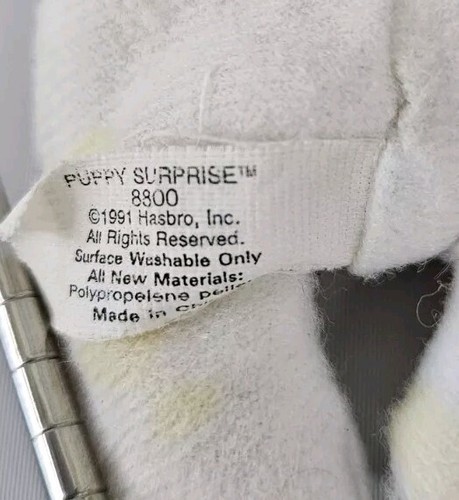 PUPPY SURPRISE™
8800
©1991 Hasbro, Inc.
All Rights Reserved.
Surface Washable Only
All New Materials:
Polypropelene
Made in